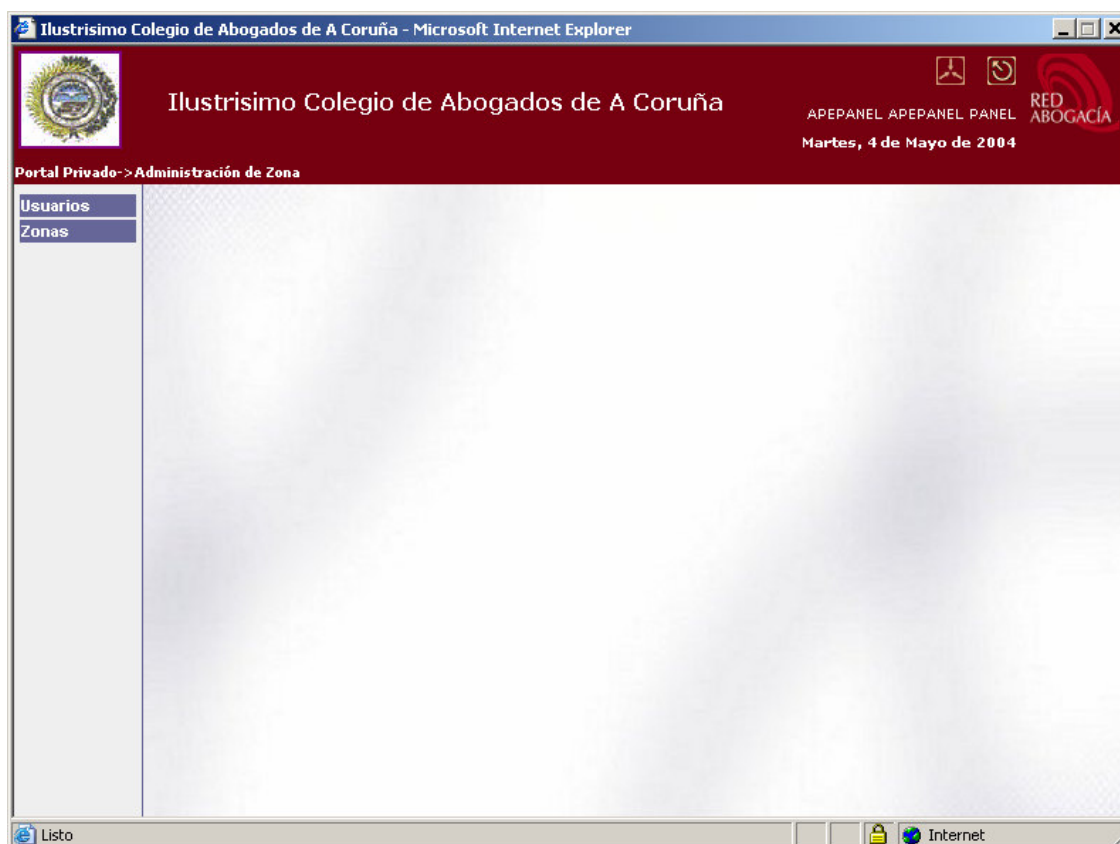 Ilustrisimo Colegio de Abogados de A Coruña - Microsoft Internet Explorer
Ilustrisimo Colegio de Abogados de A Coruña
APEPANEL APEPANEL PANEL
Martes, 4 de Mayo de 2004
RED
ABOGACÍA
Portal Privado->Administración de Zona
Usuarios
Zonas
Listo
Internet